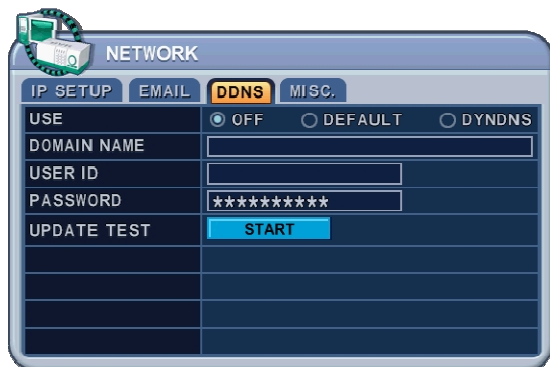 NETWORK
IP SETUP EMAIL DDNS MISC.
USE OFF DEFAULT DYNDNS
DOMAIN NAME
USER ID
PASSWORD **********
UPDATE TEST START